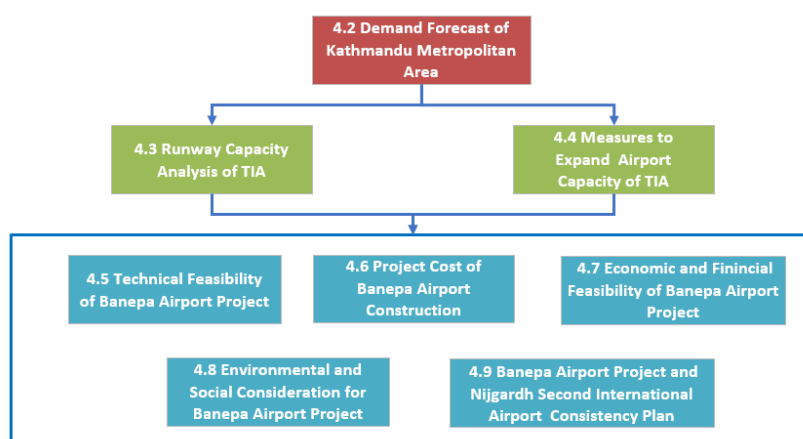 4.2 Demand Forecast of
Kathmandu Metropolitan
Area
4.3 Runway Capacity
Analysis of TIA
4.4 Measures to
Expand Airport
Capacity of TIA
4.5 Technical Feasibility
of Banepa Airport Project
4.6 Project Cost of
Banepa Airport
Construction
4.7 Economic and Finincial
Feasibility of Banepa Airport
Project
4.8 Environmental and
Social Consideration for
Banepa Airport Project
4.9 Banepa Airport Project and
Nijgardh Second International
Airport Consistency Plan